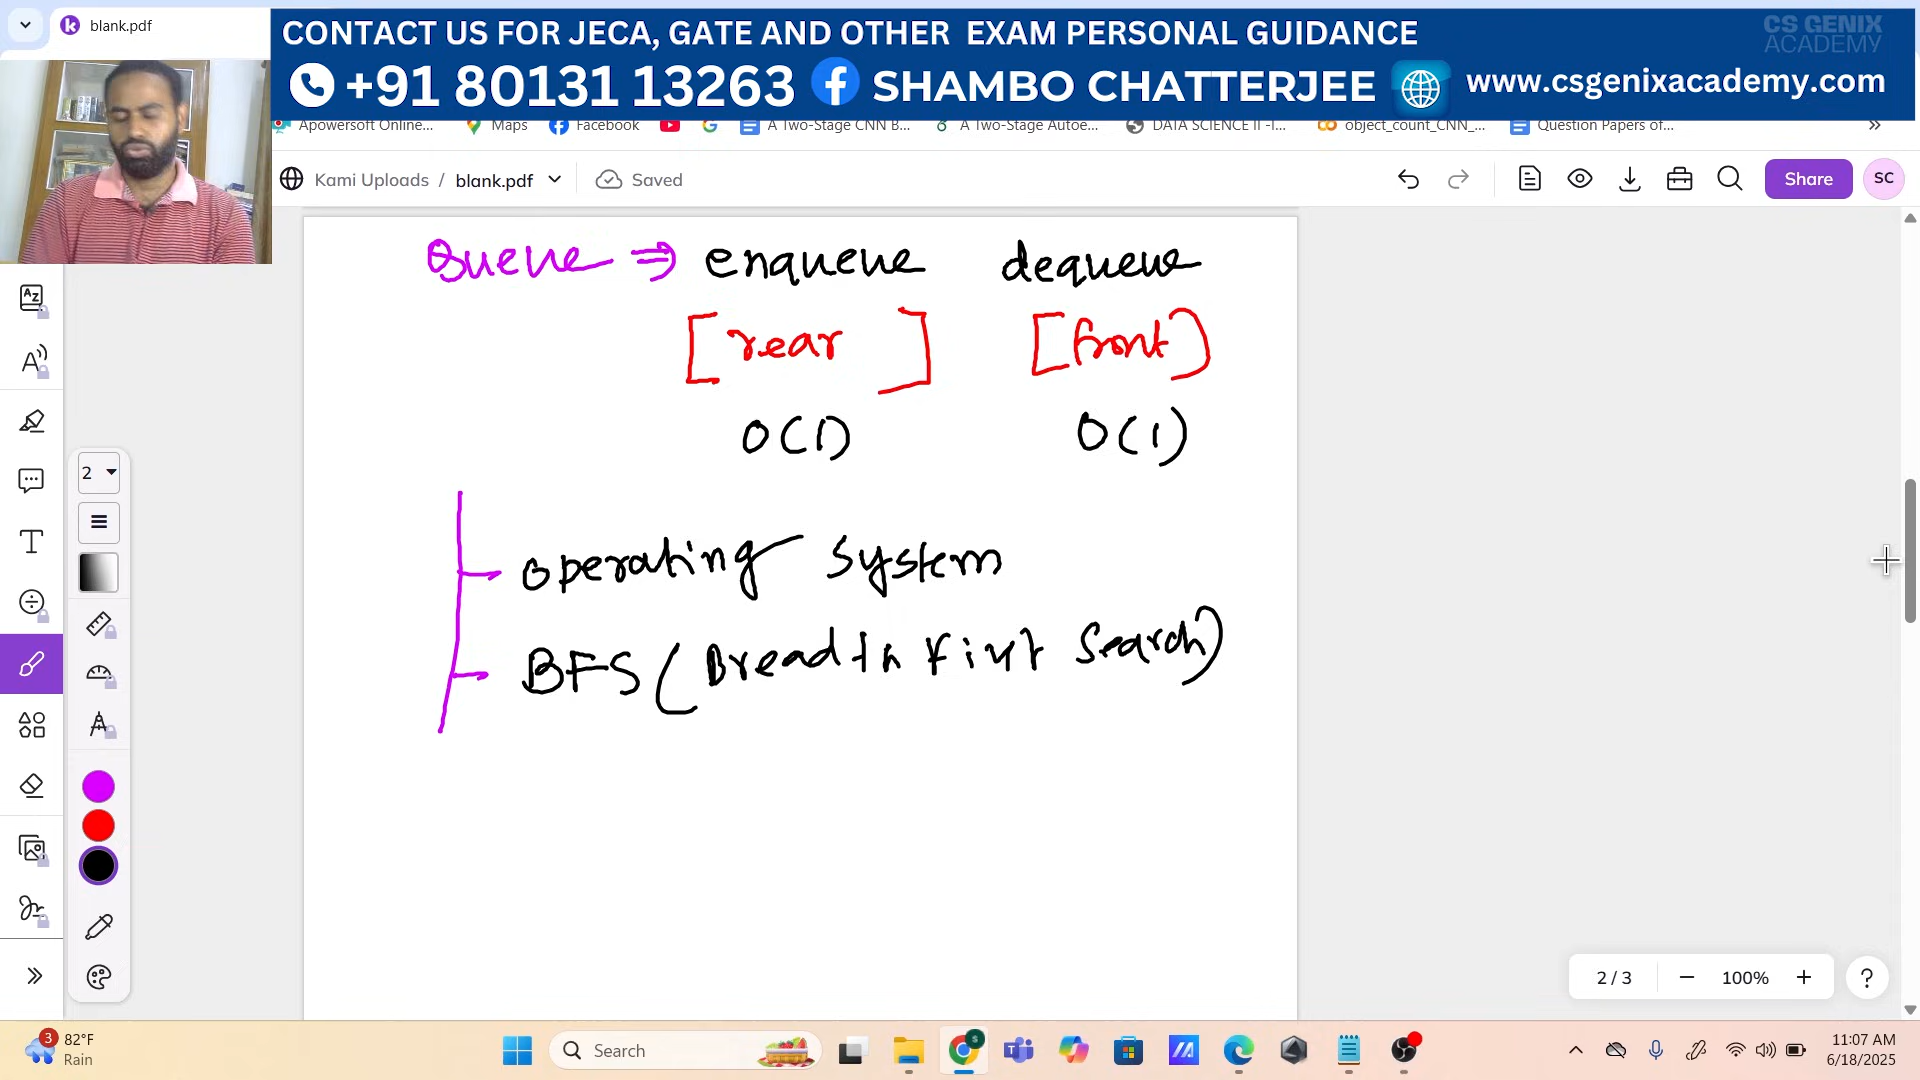 blank.pdf
CONTACT US FOR JECA, GATE AND OTHER EXAM PERSONAL GUIDANCE
CS GENIX
ACADEMY
+91 80131 13263 SHAMBO CHATTERJEE www.csgenixacademy.com
Apowersoft Online... Maps Facebook A Two-Stage CNN B... A Two-Stage Autoe... DATA SCIENCE II -I... object_count_CNN_... Question Papers of... »
Kami Uploads / blank.pdf Saved Share SC
Queue ⇒ enqueue dequeue
[rear] [front)
O(1) O(1)
operating system
BFS (Breadth First Search)
2
2 / 3 − 100% + ?
3 82°F
Rain
Search
11:07 AM
6/18/2025